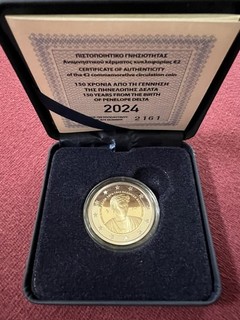 ΠΙΣΤΟΠΟΙΗΤΙΚΟ ΓΝΗΣΙΟΤΗΤΑΣ
Αναμνηστικού κέρματος κυκλοφορίας €2
CERTIFICATE OF AUTHENTICITY
of the €2 commemorative circulation coin
150 ΧΡΟΝΙΑ ΑΠΟ ΤΗ ΓΕΝΝΗΣΗ
ΤΗΣ ΠΗΝΕΛΟΠΗΣ ΔΕΛΤΑ
150 YEARS FROM THE BIRTH
OF PENELOPE DELTA
2024
2161